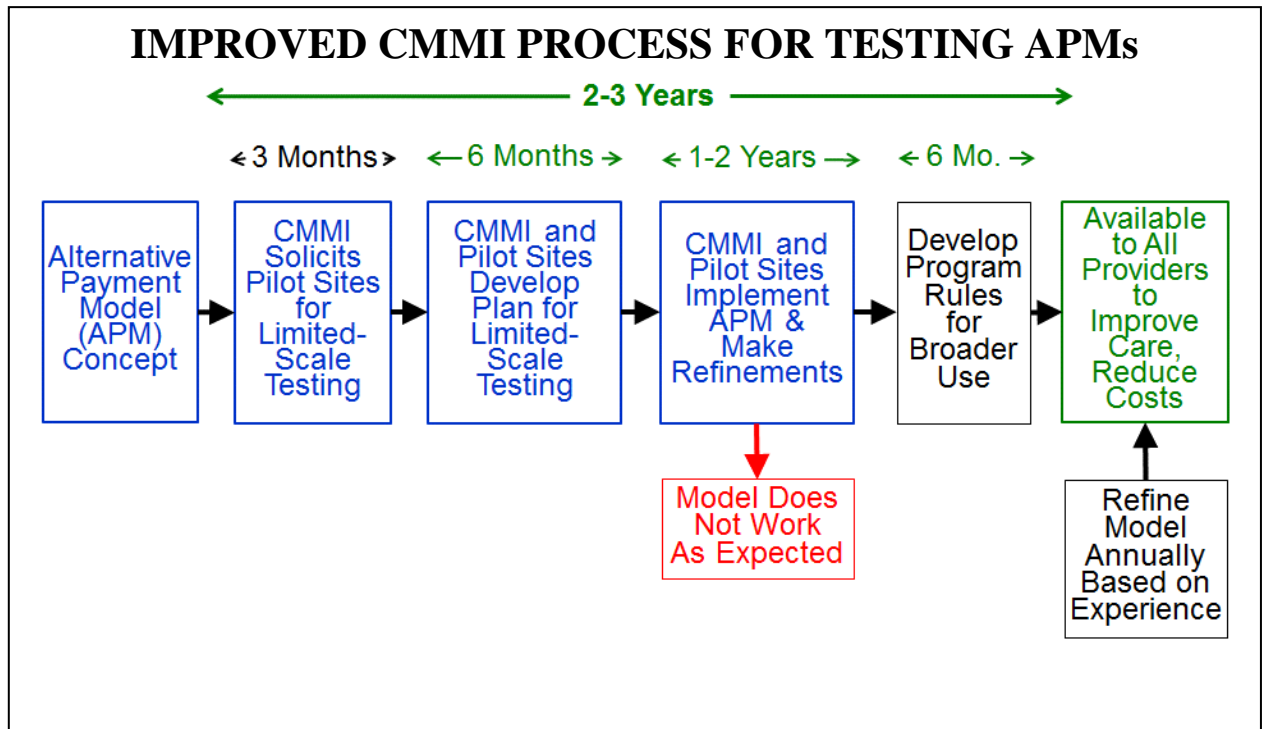 IMPROVED CMMI PROCESS FOR TESTING APMs
2-3 Years
3 Months
6 Months
1-2 Years
6 Mo.
Alternative
Payment
Model
(APM)
Concept
CMMI
Solicits
Pilot Sites
for
Limited-
Scale
Testing
CMMI and
Pilot Sites
Develop
Plan for
Limited-
Scale
Testing
CMMI and
Pilot Sites
Implement
APM &
Make
Refinements
Develop
Program
Rules
for
Broader
Use
Available
to All
Providers
to
Improve
Care,
Reduce
Costs
Model Does
Not Work
As Expected
Refine
Model
Annually
Based on
Experience